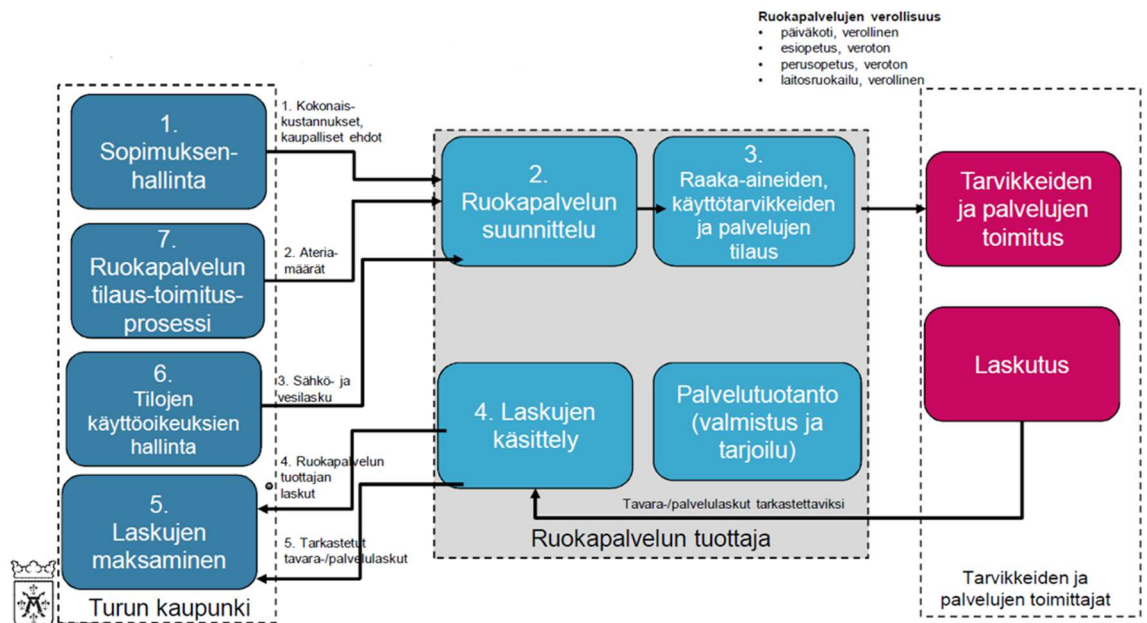 Ruokapalvelujen verollisuus
• päiväkoti, verollinen
• esiopetus, veroton
• perusopetus, veroton
• laitosruokailu, verollinen
1.
Sopimuksen-
hallinta
7.
Ruokapalvelun
tilaus-toimitus-
prosessi
6.
Tilojen
käyttöoikeuksien
hallinta
5.
Laskujen
maksaminen
Turun kaupunki
1. Kokonais-
kustannukset,
kaupalliset ehdot
2. Ateria-
määrät
3. Sähkö- ja
vesilasku
4. Ruokapalvelun
tuottajan
laskut
5. Tarkastetut
tavara-/palvelulaskut
2.
Ruokapalvelun
suunnittelu
3.
Raaka-aineiden,
käyttötarvikkeiden
ja palvelujen
tilaus
4. Laskujen
käsittely
Palvelutuotanto
(valmistus ja
tarjoilu)
Tavara-/palvelulaskut tarkastettaviksi
Ruokapalvelun tuottaja
Tarvikkeiden
ja palvelujen
toimitus
Laskutus
Tarvikkeiden ja
palvelujen toimittajat